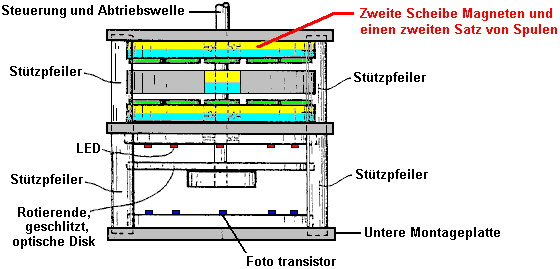 Steuerung und Abtriebswelle
Zweite Scheibe Magneten und
einen zweiten Satz von Spulen
Stützpfeiler
Stützpfeiler
LED
Stützpfeiler
Stützpfeiler
Rotierende,
geschlitzt,
optische Disk
Untere Montageplatte
Foto transistor